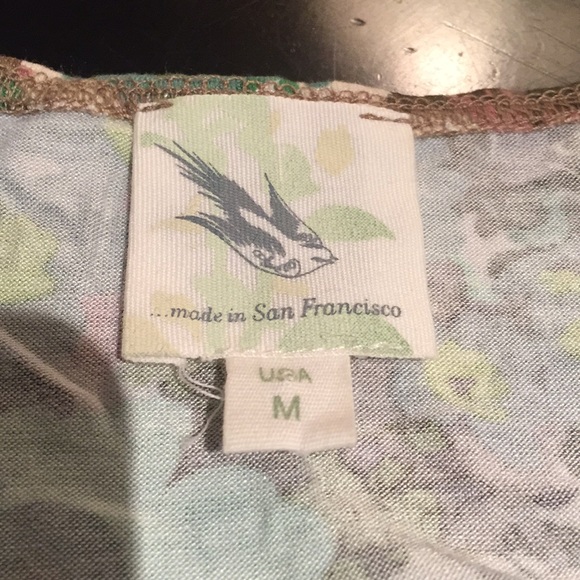 ...made in San Francisco
USA
M